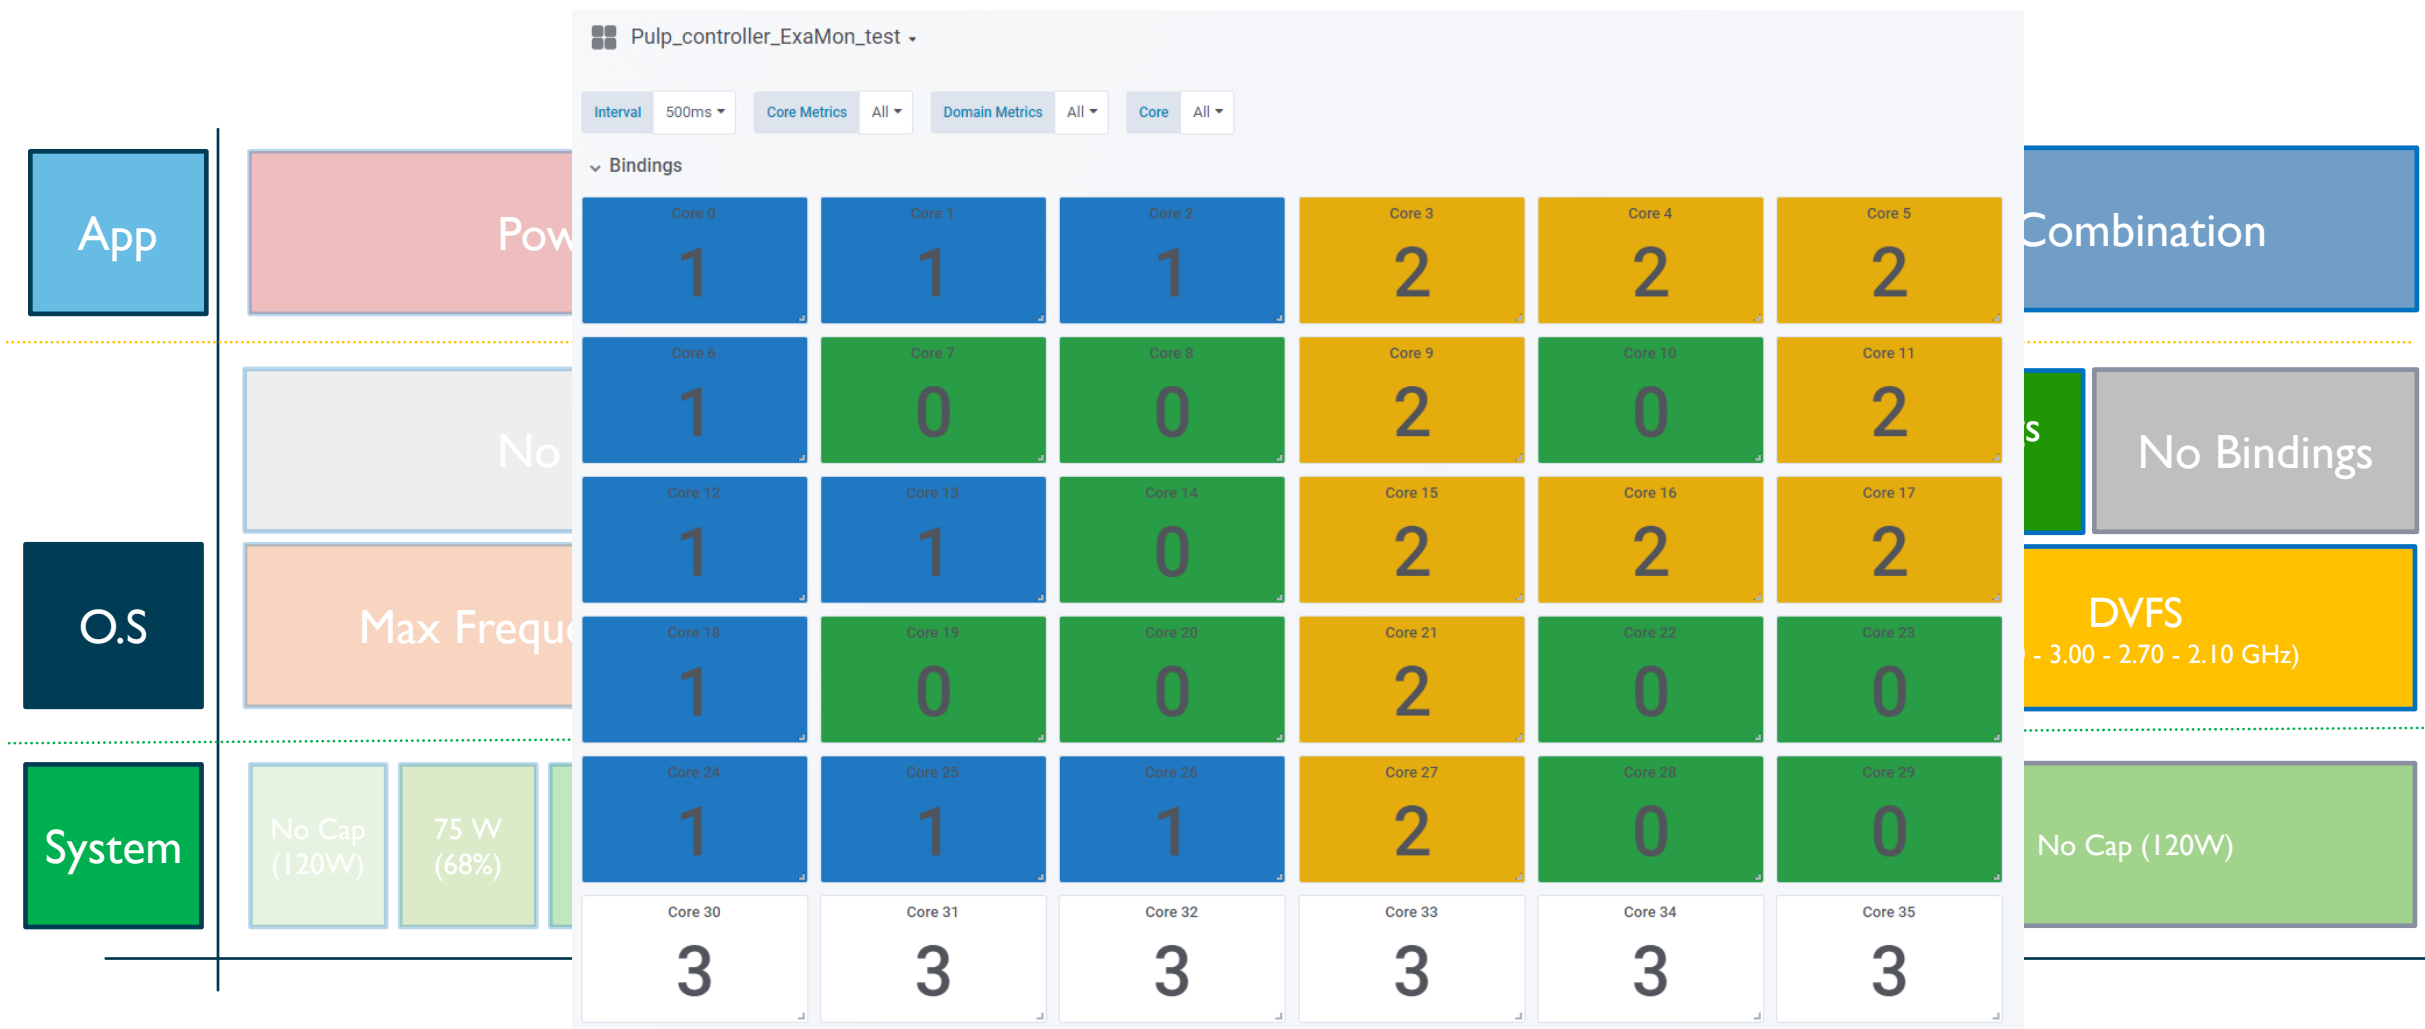 Pulp_controller_ExaMon_test
Interval 500ms Core Metrics All Domain Metrics All Core All
Bindings
Core 0 Core 1 Core 2 Core 3 Core 4 Core 5
1 1 1 2 2 2
Core 6 Core 7 Core 8 Core 9 Core 10 Core 11
1 0 0 2 0 2
Core 12 Core 13 Core 14 Core 15 Core 16 Core 17
1 1 0 2 2 2
Core 18 Core 19 Core 20 Core 21 Core 22 Core 23
1 0 0 2 0 0
Core 24 Core 25 Core 26 Core 27 Core 28 Core 29
1 1 1 2 0 0
Core 30 Core 31 Core 32 Core 33 Core 34 Core 35
3 3 3 3 3 3
App
Combination
No
No Bindings
O.S
Max
DVFS
- 3.00 - 2.70 - 2.10 GHz)
System
No Cap
(120W)
75 W
(68%)
No Cap (120W)